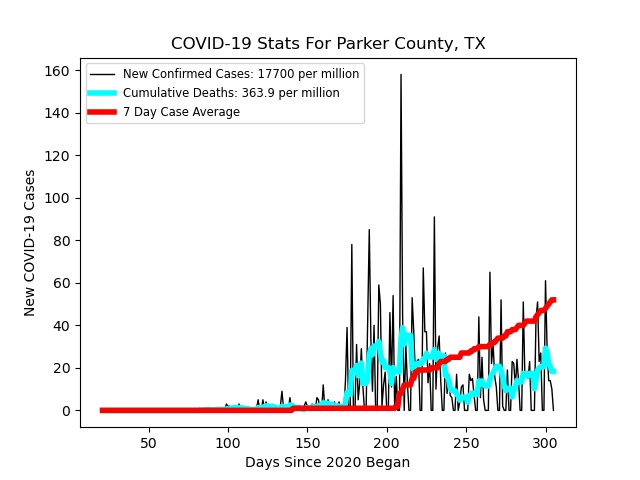 COVID-19 Stats For Parker County, TX
New Confirmed Cases: 17700 per million
Cumulative Deaths: 363.9 per million
7 Day Case Average
New COVID-19 Cases
160
140
120
100
80
60
40
20
0
50
100
150
200
250
300
Days Since 2020 Began